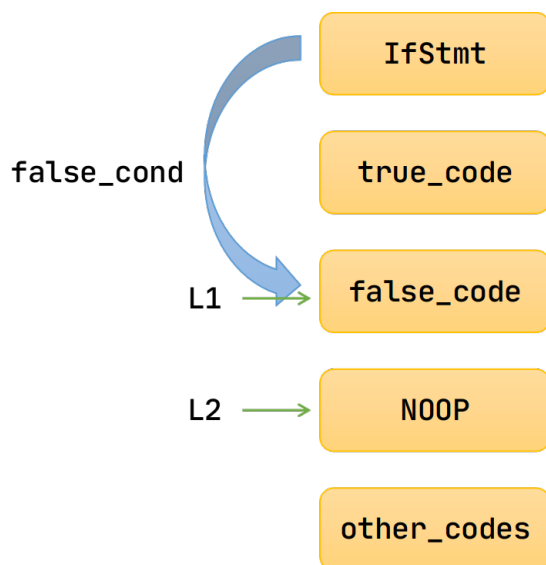 IfStmt
false_cond
true_code
L1
false_code
L2
NOOP
other_codes